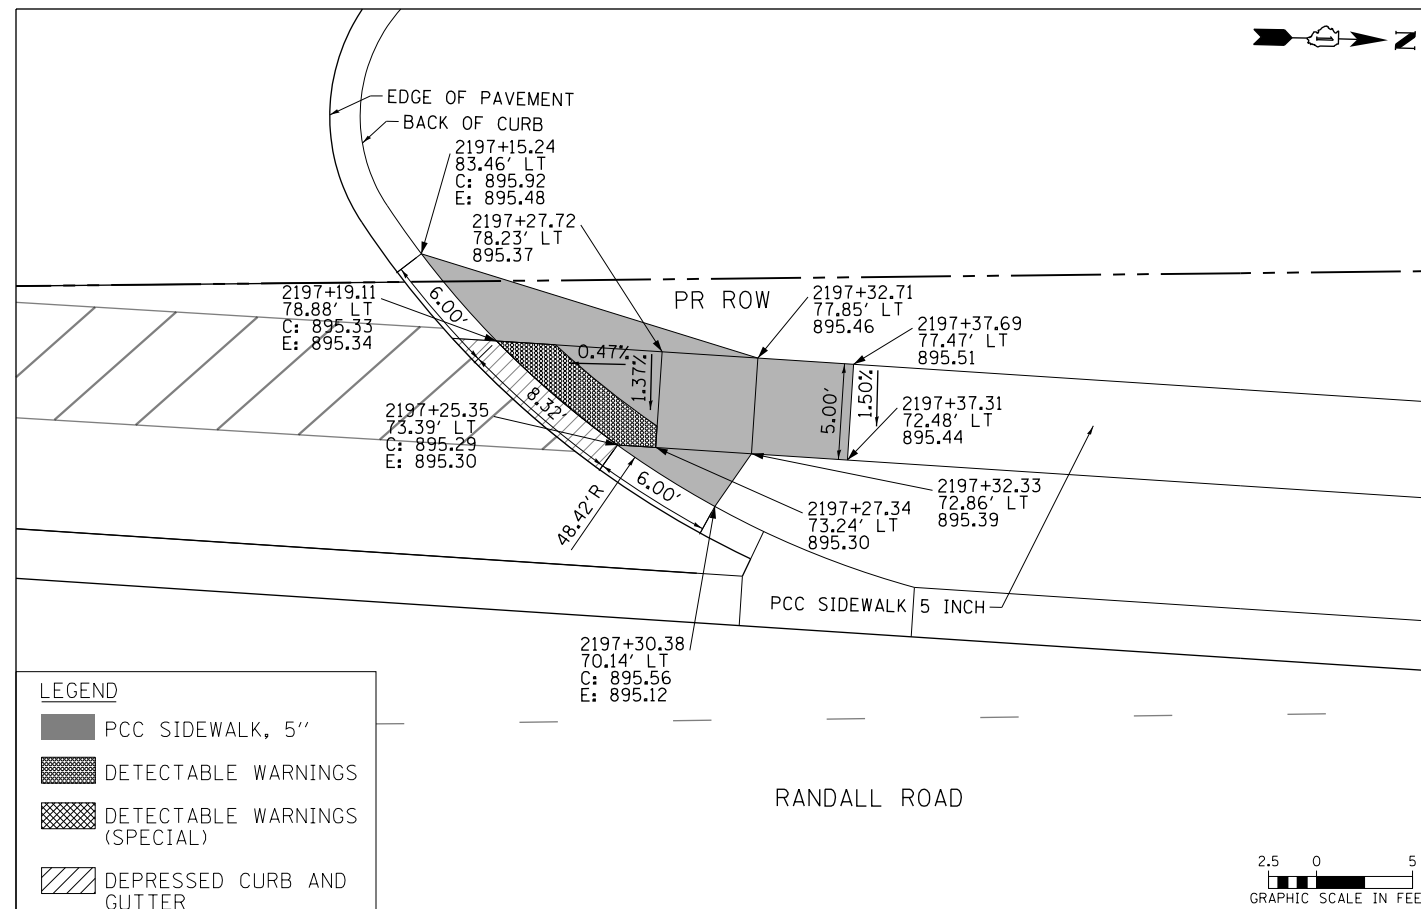 N
EDGE OF PAVEMENT
BACK OF CURB
2197+15.24
83.46' LT
C: 895.92
E: 895.48
2197+27.72
78.23' LT
895.37
2197+19.11
78.88' LT
C: 895.33
E: 895.34
6.00'
PR ROW
2197+32.71
77.85' LT
895.46
2197+37.69
77.47' LT
895.51
0.47%
1.37%
8.32'
5.00'
1.50%
2197+25.35
73.39' LT
C: 895.29
E: 895.30
2197+37.31
72.48' LT
895.44
6.00'
48.42'R
2197+27.34
73.24' LT
895.30
2197+32.33
72.86' LT
895.39
PCC SIDEWALK 5 INCH
2197+30.38
70.14' LT
C: 895.56
E: 895.12
RANDALL ROAD
LEGEND
PCC SIDEWALK, 5''
DETECTABLE WARNINGS
DETECTABLE WARNINGS
(SPECIAL)
DEPRESSED CURB AND
GUTTER
2.5 0 5
GRAPHIC SCALE IN FEE